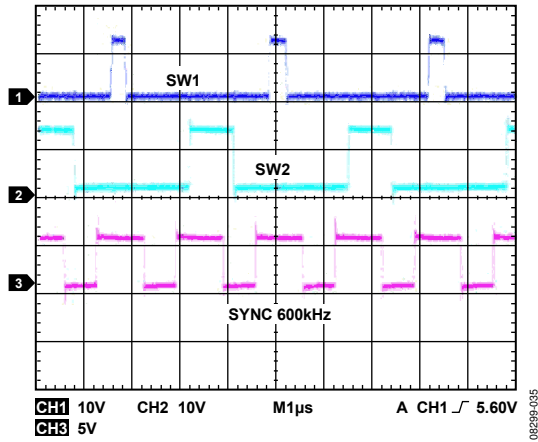 SW1
1
SW2
2
3
SYNC 600kHz
CH1 10V CH2 10V M1µs A CH1 5.60V
CH3 5V
08299-035